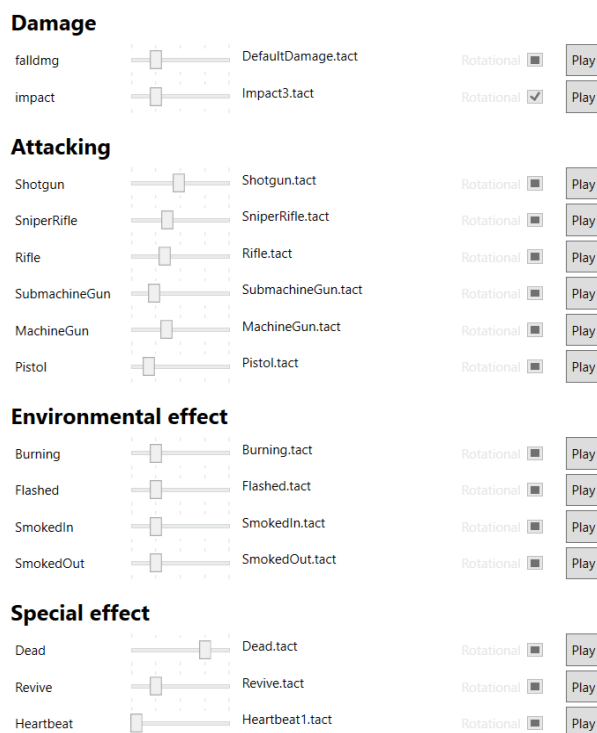 Damage
falldmg DefaultDamage.tact Rotational Play
impact Impact3.tact Rotational Play
Attacking
Shotgun Shotgun.tact Rotational Play
SniperRifle SniperRifle.tact Rotational Play
Rifle Rifle.tact Rotational Play
SubmachineGun SubmachineGun.tact Rotational Play
MachineGun MachineGun.tact Rotational Play
Pistol Pistol.tact Rotational Play
Environmental effect
Burning Burning.tact Rotational Play
Flashed Flashed.tact Rotational Play
SmokedIn SmokedIn.tact Rotational Play
SmokedOut SmokedOut.tact Rotational Play
Special effect
Dead Dead.tact Rotational Play
Revive Revive.tact Rotational Play
Heartbeat Heartbeat1.tact Rotational Play